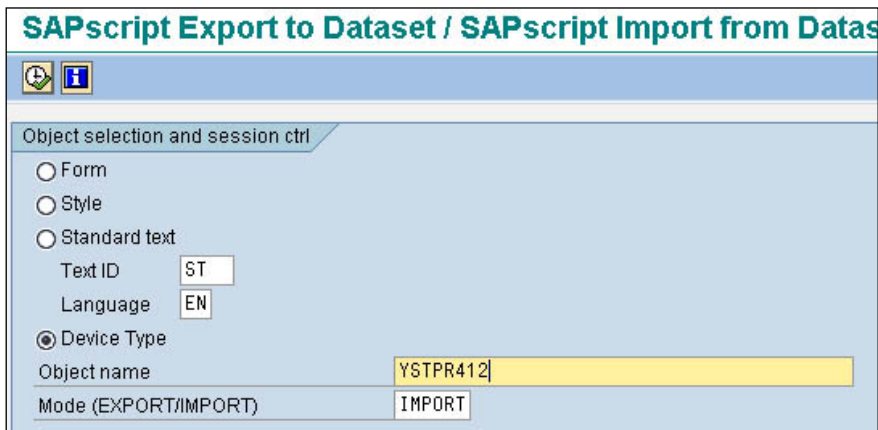 SAPscript Export to Dataset / SAPscript Import from Datas
Object selection and session ctrl
Form
Style
Standard text
Text ID ST
Language EN
Device Type
Object name YSTPR412
Mode (EXPORT/IMPORT) IMPORT